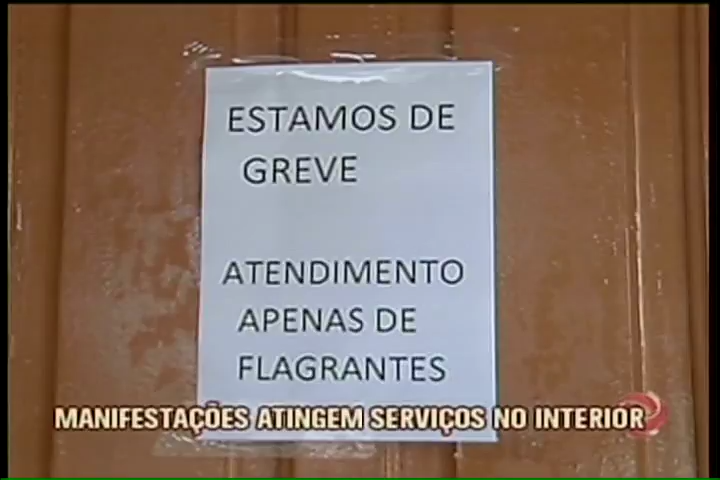 ESTAMOS DE
GREVE
ATENDIMENTO
APENAS DE
FLAGRANTES
MANIFESTAÇÕES ATINGEM SERVIÇOS NO INTERIOR